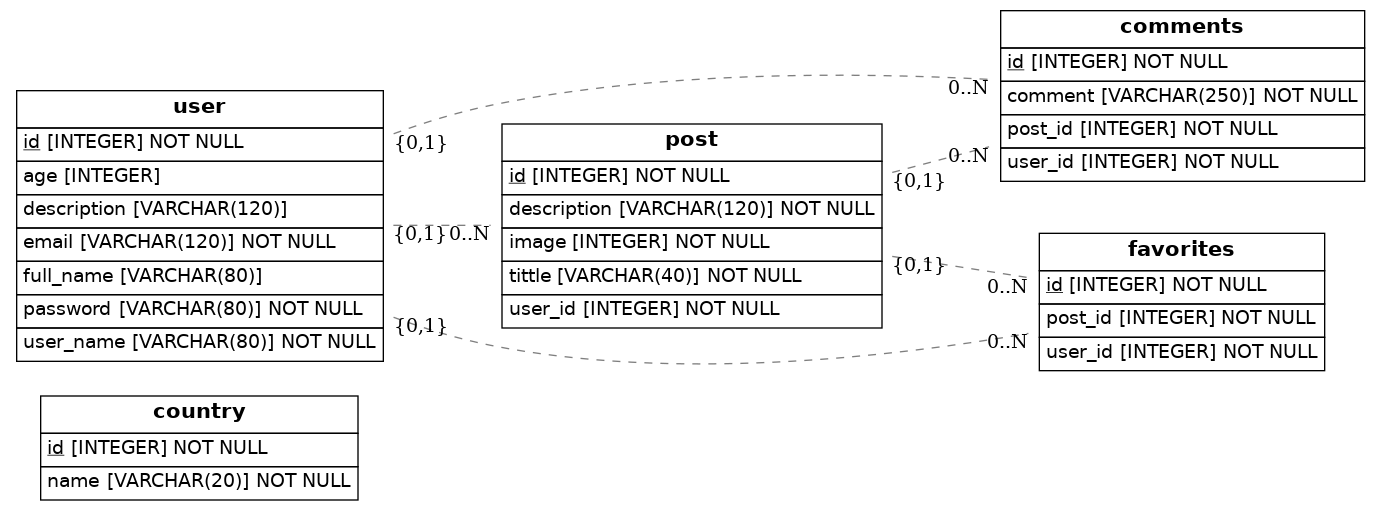 user
id [INTEGER] NOT NULL
age [INTEGER]
description [VARCHAR(120)]
email [VARCHAR(120)] NOT NULL
full_name [VARCHAR(80)]
password [VARCHAR(80)] NOT NULL
user_name [VARCHAR(80)] NOT NULL
{0,1}
{0,1}
0..N
{0,1}
post
id [INTEGER] NOT NULL
description [VARCHAR(120)] NOT NULL
image [INTEGER] NOT NULL
tittle [VARCHAR(40)] NOT NULL
user_id [INTEGER] NOT NULL
{0,1}
{0,1}
0..N
0..N
0..N
0..N
comments
id [INTEGER] NOT NULL
comment [VARCHAR(250)] NOT NULL
post_id [INTEGER] NOT NULL
user_id [INTEGER] NOT NULL
favorites
id [INTEGER] NOT NULL
post_id [INTEGER] NOT NULL
user_id [INTEGER] NOT NULL
country
id [INTEGER] NOT NULL
name [VARCHAR(20)] NOT NULL